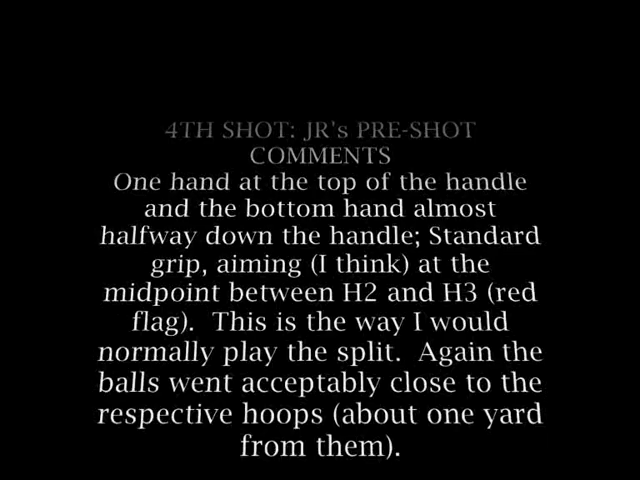 4TH SHOT: JR's PRE-SHOT
COMMENTS
One hand at the top of the handle
and the bottom hand almost
halfway down the handle; Standard
grip, aiming (I think) at the
midpoint between H2 and H3 (red
flag).  This is the way I would
normally play the split.  Again the
balls went acceptably close to the
respective hoops (about one yard
from them).